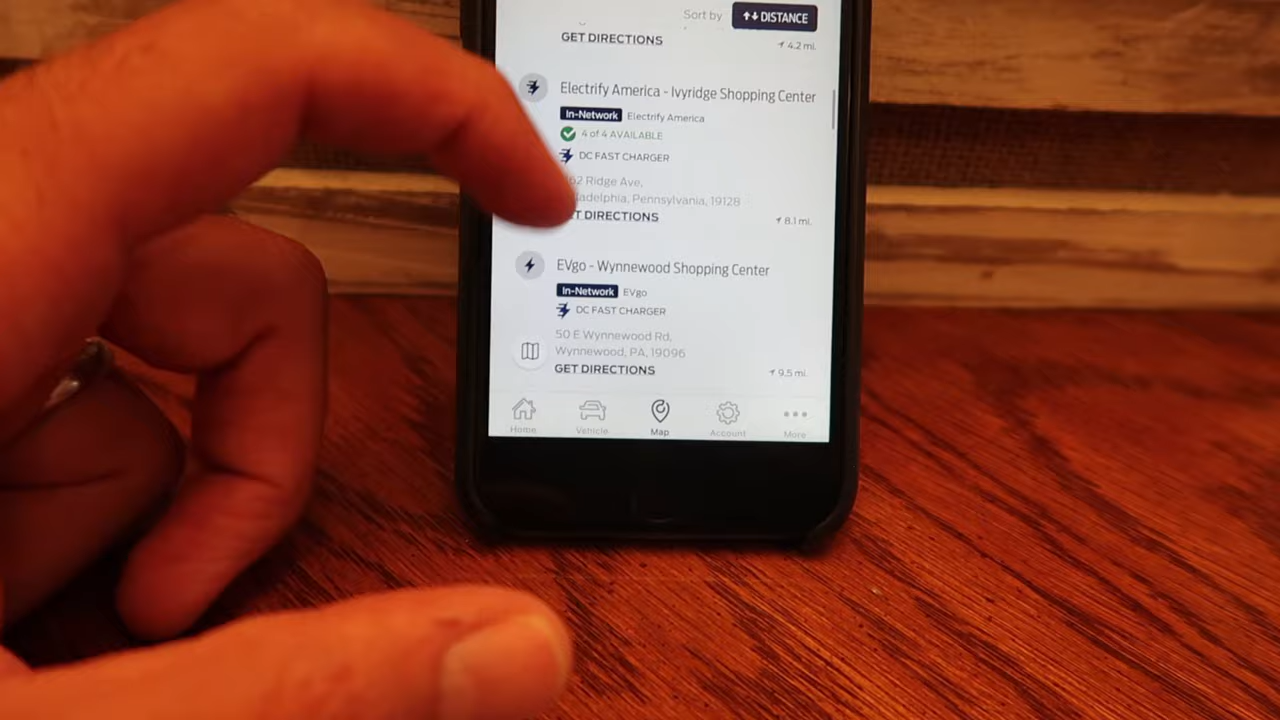 Sort by DISTANCE
GET DIRECTIONS
4.2 mi.
Electrify America - Ivyridge Shopping Center
In-Network Electrify America
4 of 4 AVAILABLE
DC FAST CHARGER
62 Ridge Ave,
ladelphia, Pennsylvania, 19128
T DIRECTIONS
8.1 mi.
EVgo - Wynnewood Shopping Center
In-Network EVgo
DC FAST CHARGER
50 E Wynnewood Rd,
Wynnewood, PA, 19096
GET DIRECTIONS
9.5 mi.
Home Vehicle Map Account More